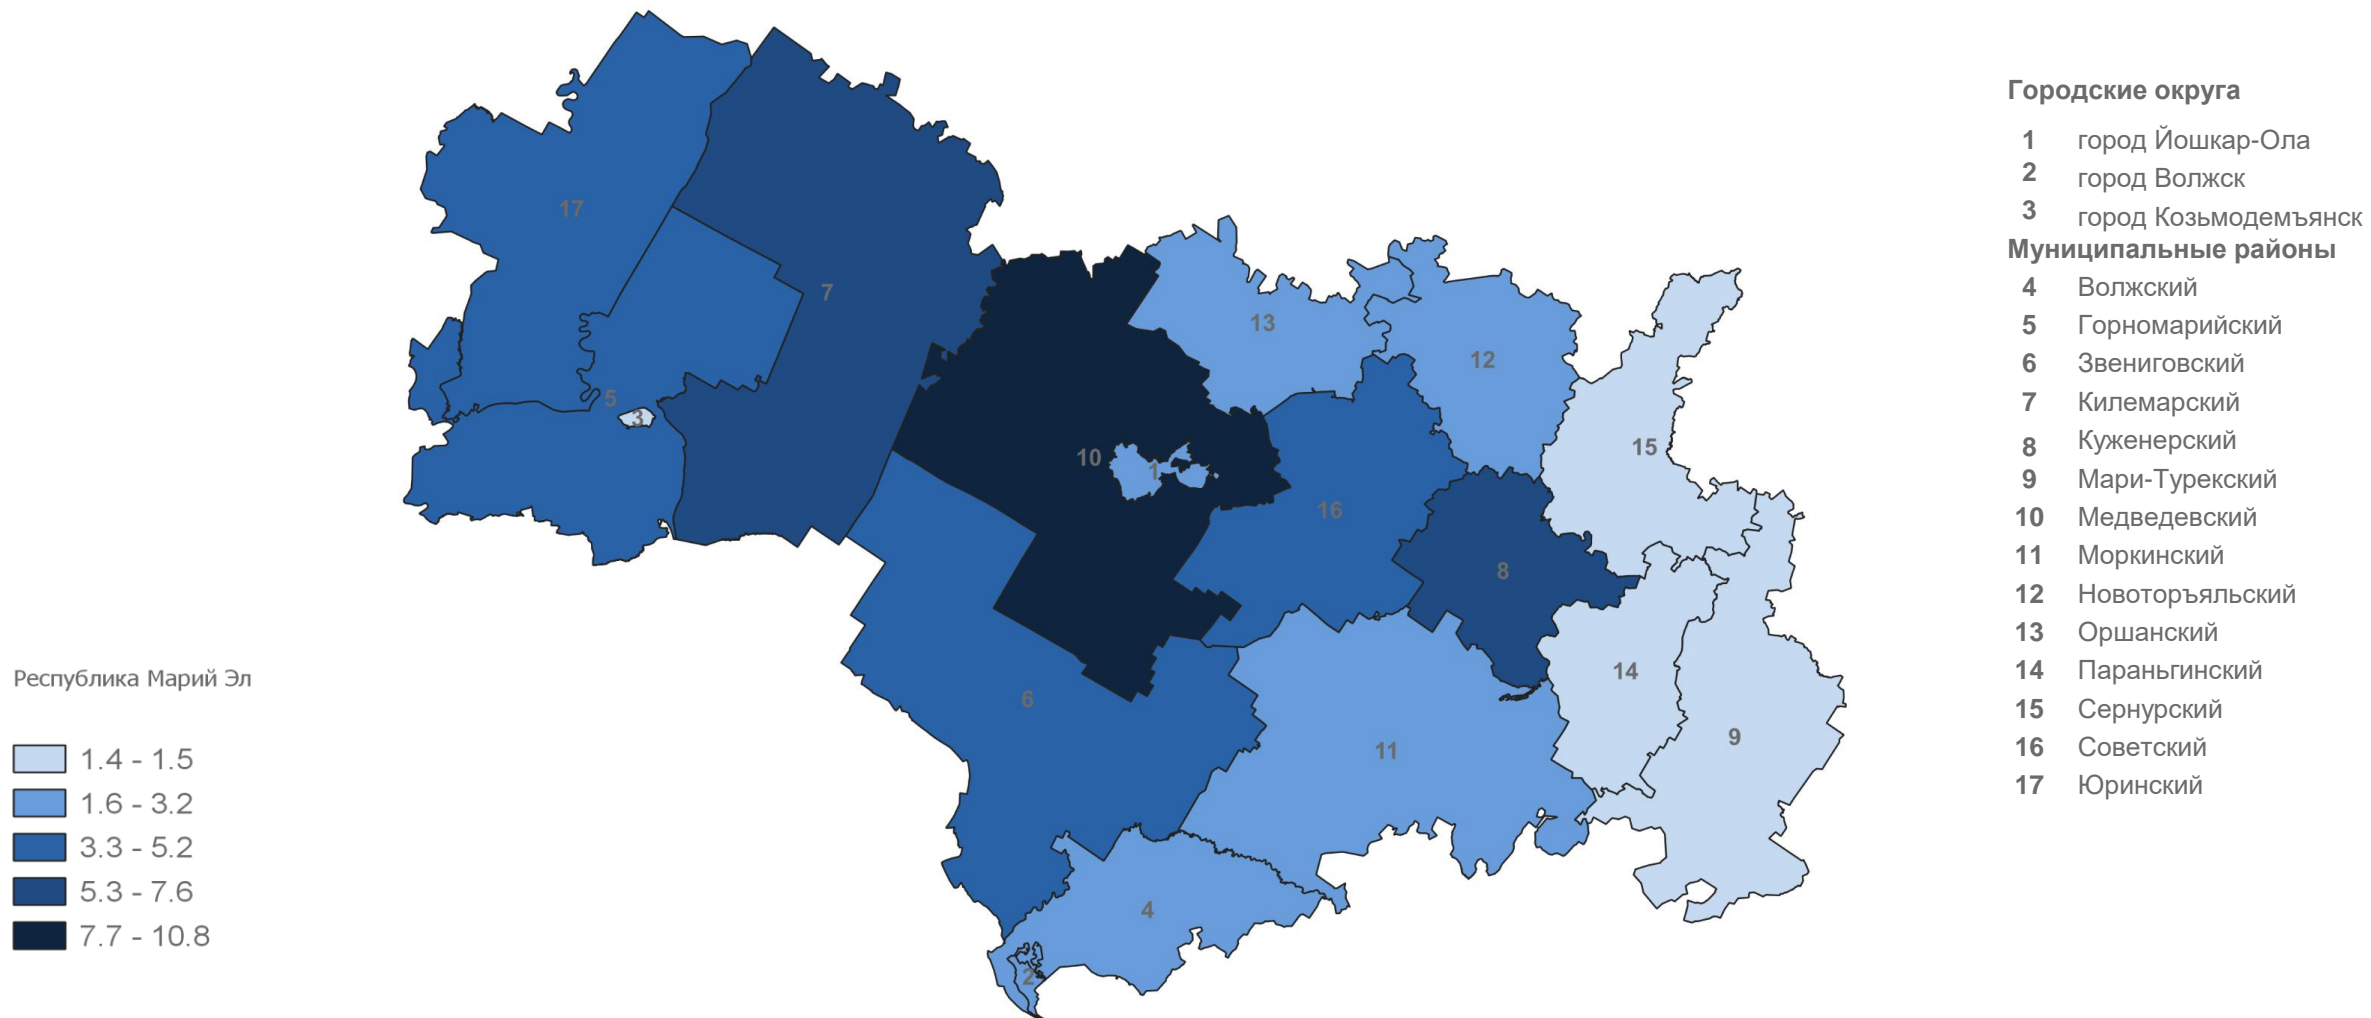 Городские округа
1 город Йошкар-Ола
2 город Волжск
3 город Козьмодемъянск
Муниципальные районы
4 Волжский
5 Горномарийский
6 Звениговский
7 Килемарский
8 Куженерский
9 Мари-Турекский
10 Медведевский
11 Моркинский
12 Новоторъяльский
13 Оршанский
14 Параньгинский
15 Сернурский
16 Советский
17 Юринский
17
7
13
12
5
3
10
1
15
16
8
6
14
11
9
4
2
Республика Марий Эл
1.4 - 1.5
1.6 - 3.2
3.3 - 5.2
5.3 - 7.6
7.7 - 10.8